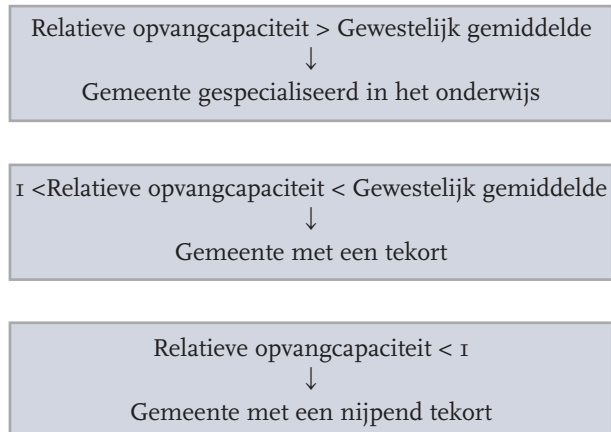 Relatieve opvangcapaciteit > Gewestelijk gemiddelde
↓
Gemeente gespecialiseerd in het onderwijs
1 <Relatieve opvangcapaciteit < Gewestelijk gemiddelde
↓
Gemeente met een tekort
Relatieve opvangcapaciteit < 1
↓
Gemeente met een nijpend tekort